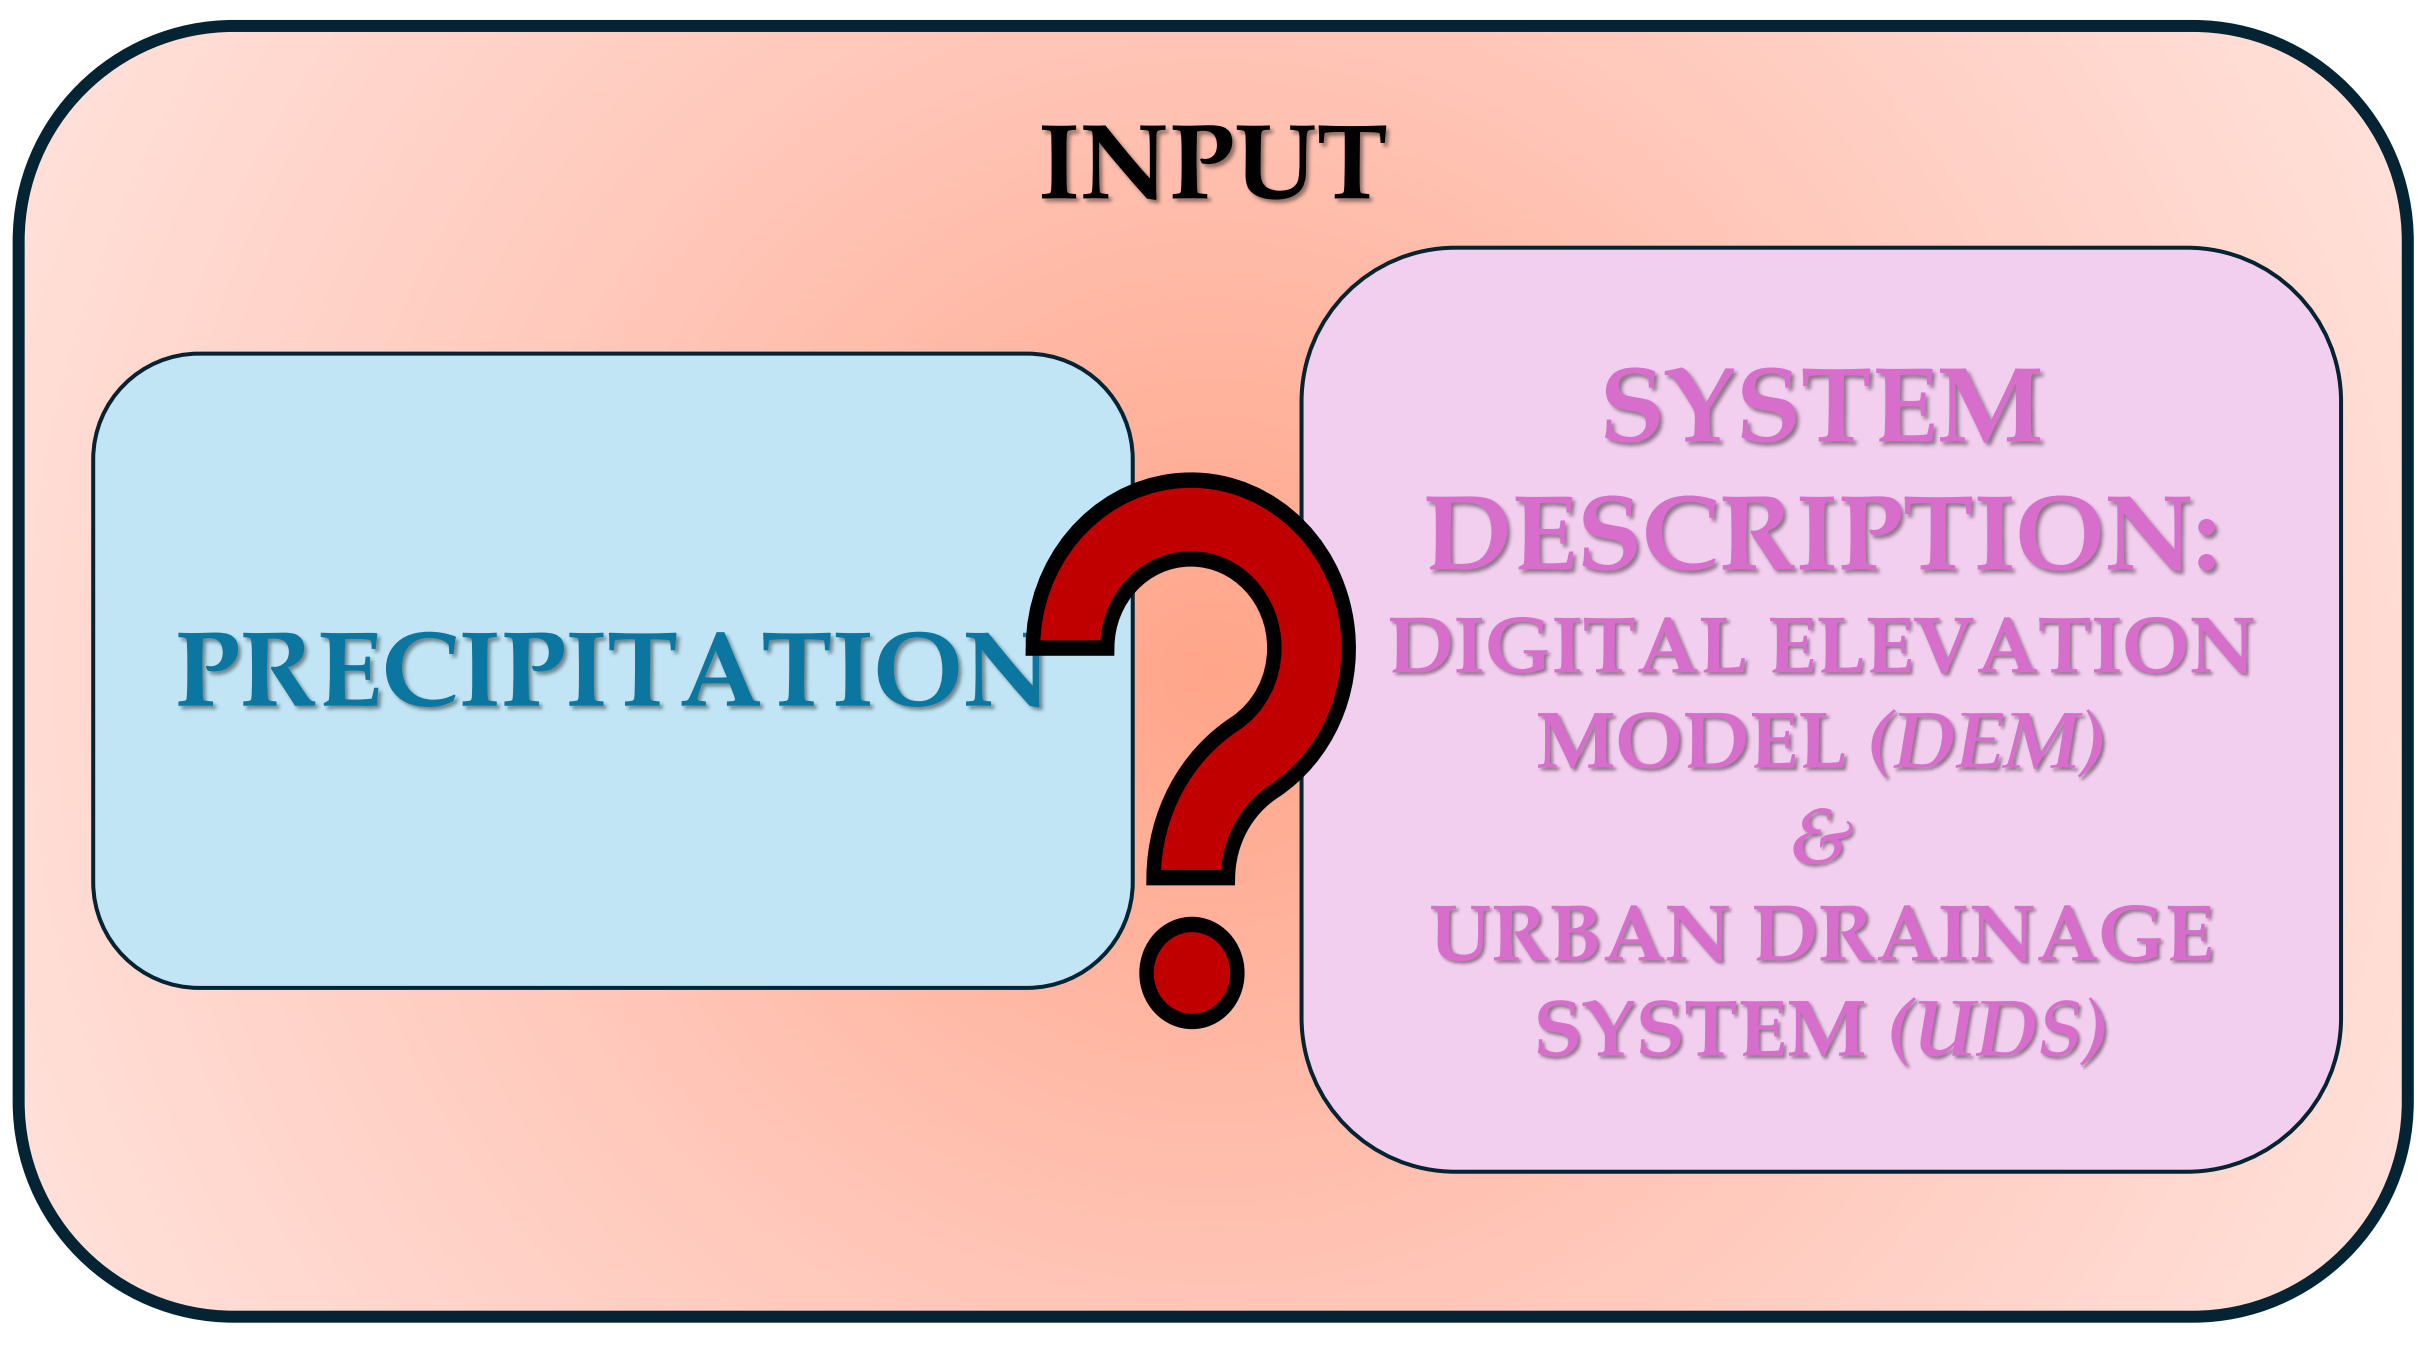 INPUT
PRECIPITATION
SYSTEM
DESCRIPTION:
DIGITAL ELEVATION
MODEL (DEM)
&
URBAN DRAINAGE
SYSTEM (UDS)
?